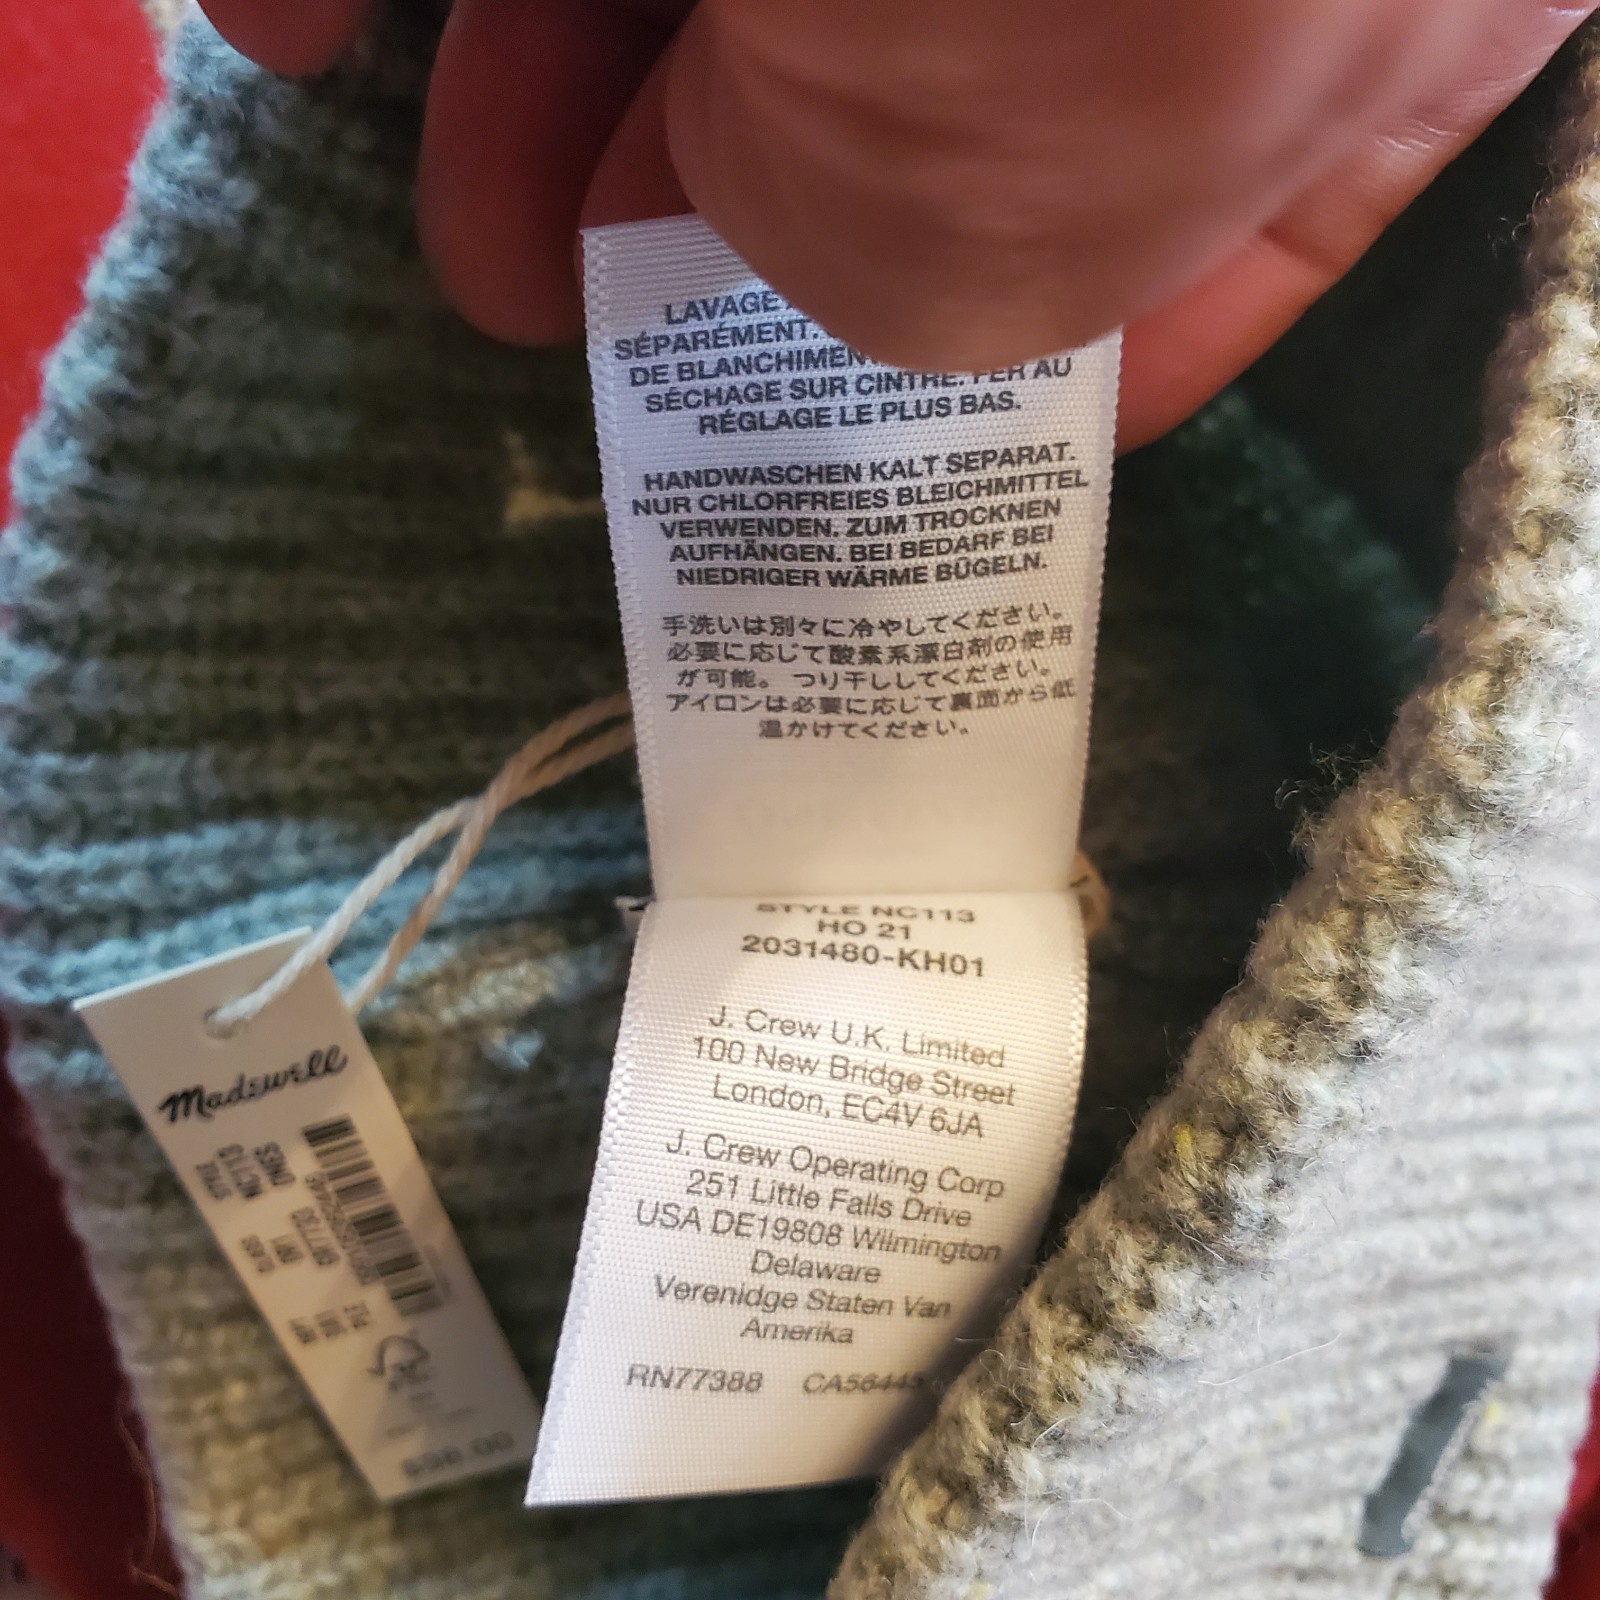 LAVAGE
SÉPARÉMENT.
DE BLANCHIMEN
SÉCHAGE SUR CINTRE. FER AU
RÉGLAGE LE PLUS BAS.
HANDWASCHEN KALT SEPARAT.
NUR CHLORFREIES BLEICHMITTEL
VERWENDEN. ZUM TROCKNEN
AUFHÄNGEN. BEI BEDARF BEI
NIEDRIGER WÄRME BÜGELN.
手洗いは別々に冷やしてください。
必要に応じて酸素系漂白剤の使用
が可能。 つり干ししてください。
アイロンは必要に応じて裏面から低
温かけてください。
STYLE NC113
HO 21
2031480-KH01
J. Crew U.K. Limited
100 New Bridge Street
London, EC4V 6JA
J. Crew Operating Corp
251 Little Falls Drive
USA DE19808 Wilmington
Delaware
Verenidge Staten Van
Amerika
RN77388 CA56445
Madewell
STYLE
NC113
ONES